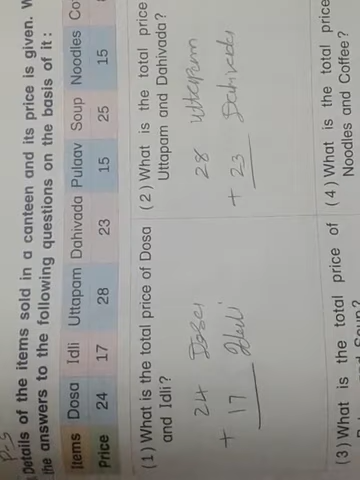 P-3
Details of the items sold in a canteen and its price is given. W
the answers to the following questions on the basis of it:
Items Dosa Idli Uttapam Dahivada Pulaav Soup Noodles Co
Price 24 17 28 23 15 25 15
(1) What is the total price of Dosa
and Idli?
24 Dosa
+ 17 Idli
(2) What is the total price
Uttapam and Dahivada?
28 Uttapam
+ 23 Dahivada
(3) What is the total price of
(4) What is the total price
Noodles and Coffee?